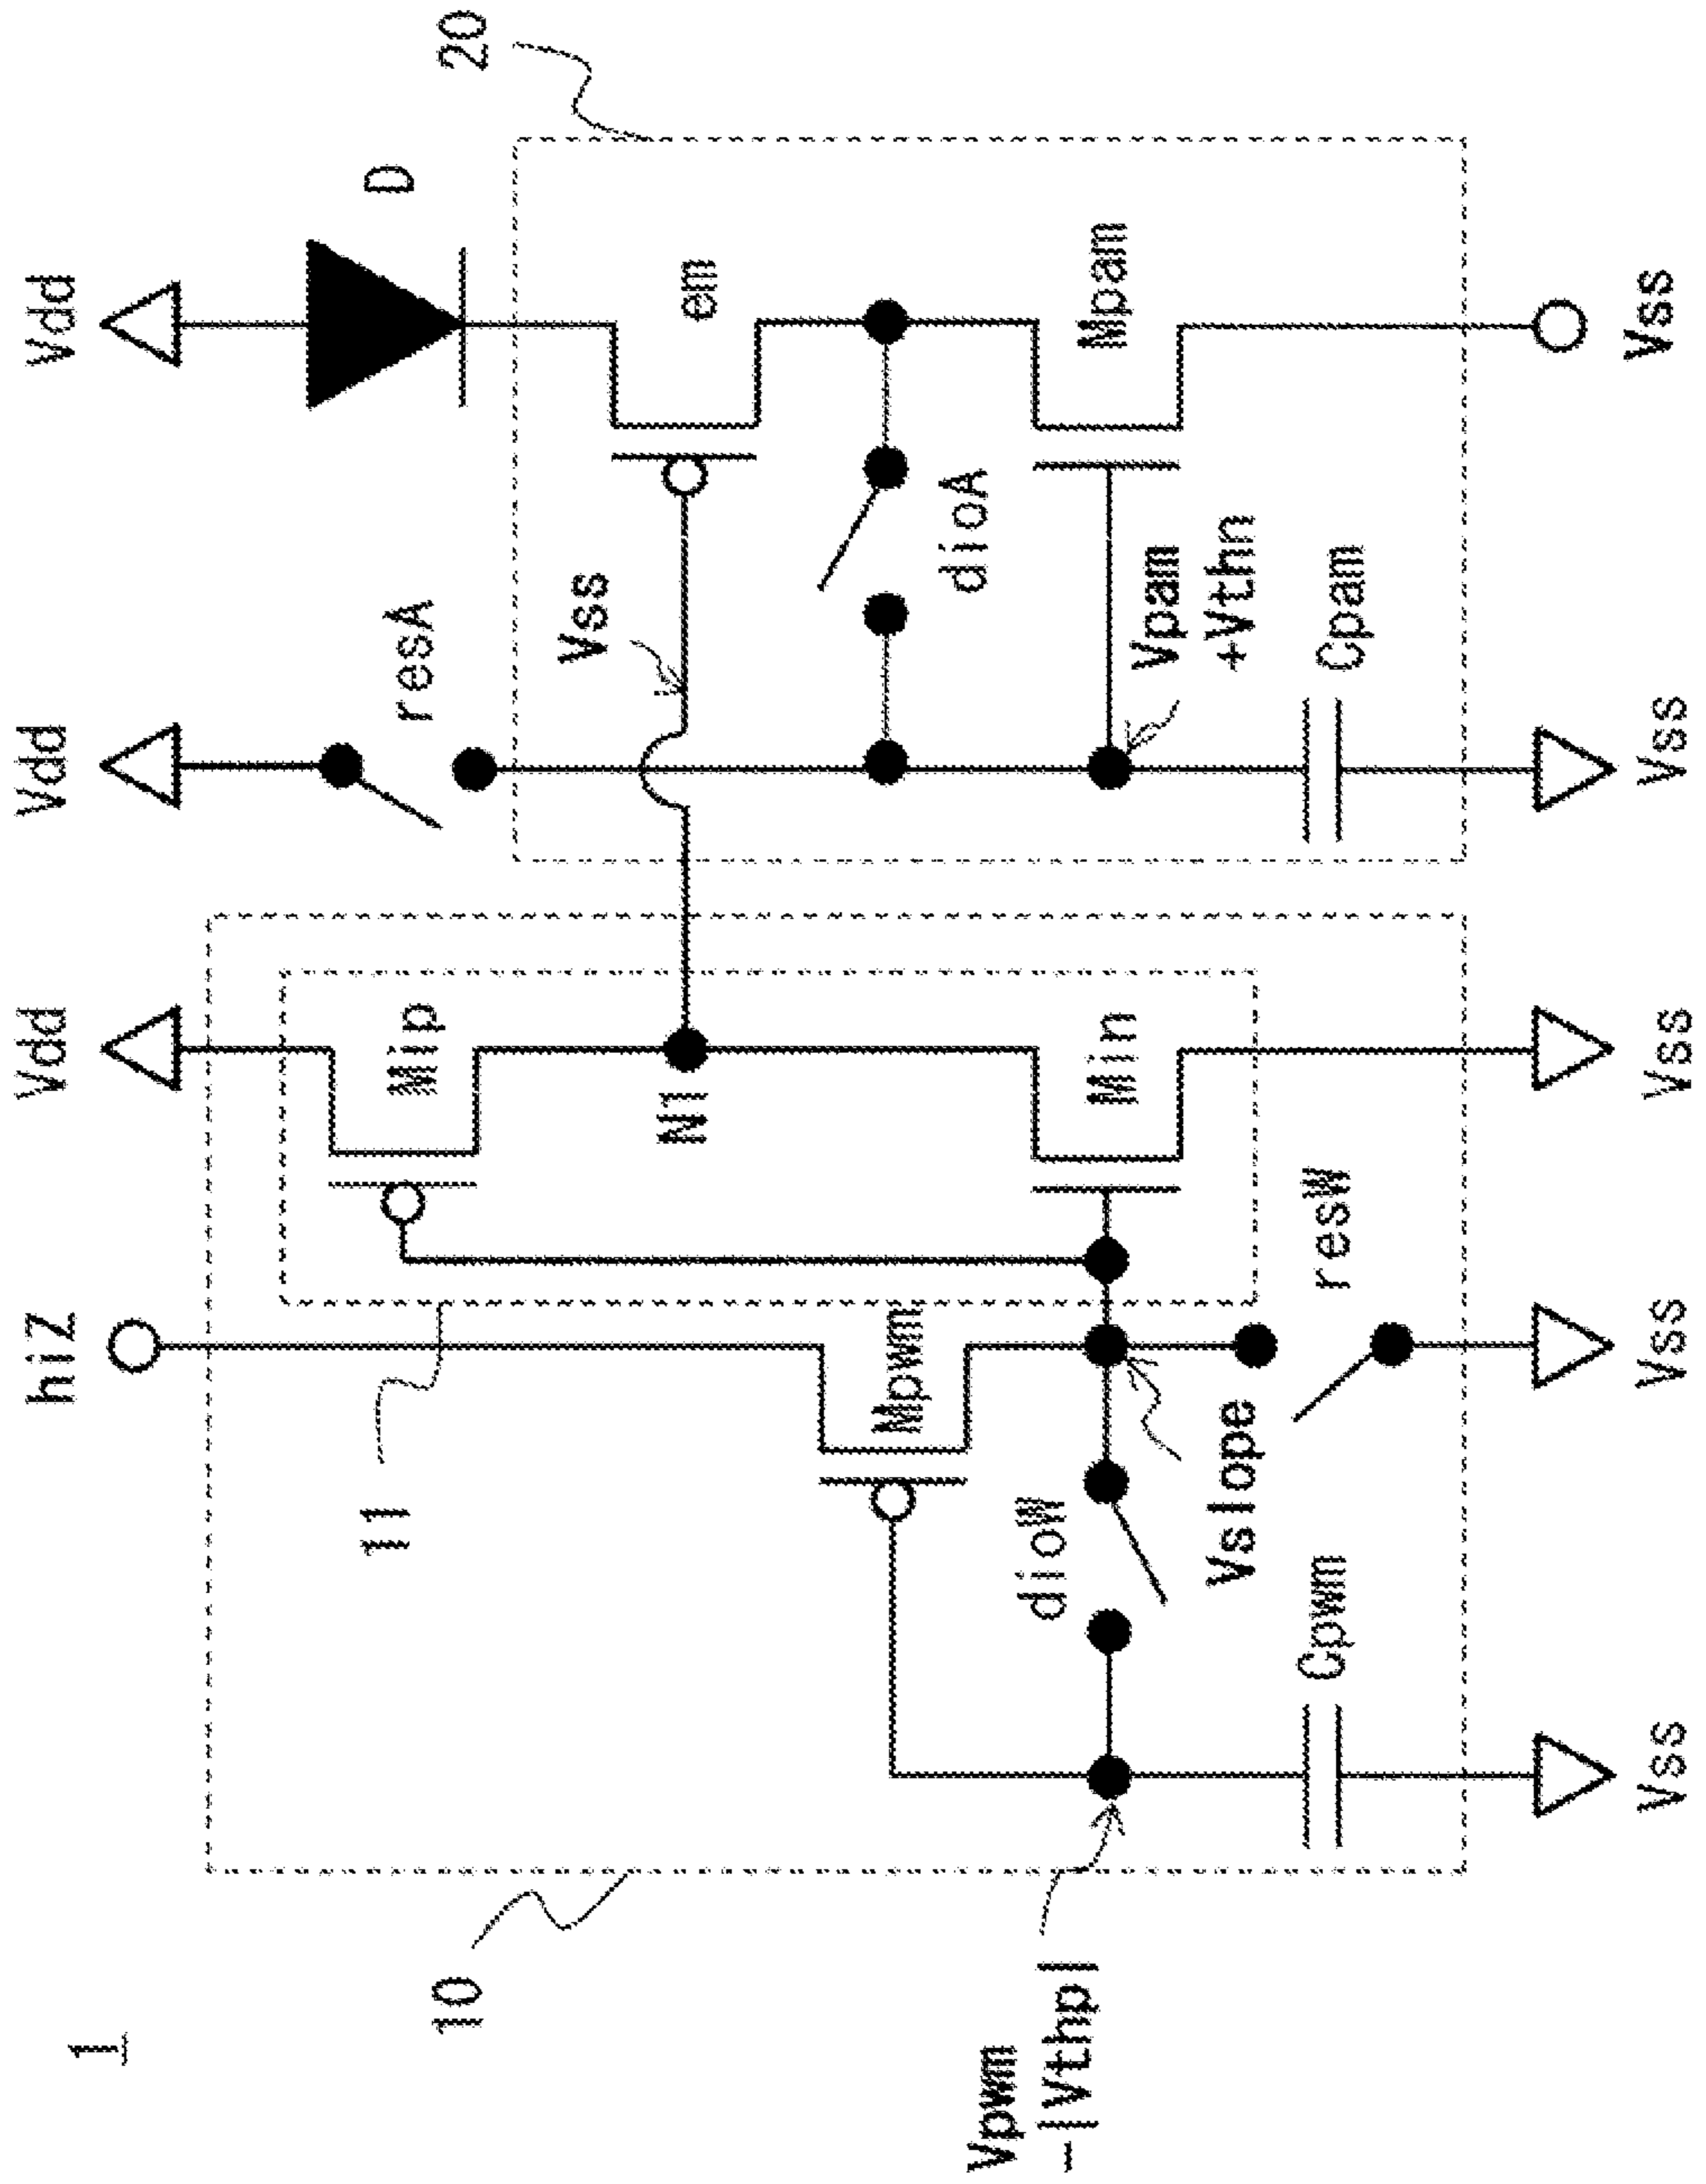 1
10
20
11
hiZ
Vdd
Vdd
Vdd
D
resA
Mip
em
Vss
N1
Mpwm
dioA
Mpam
dioW
Min
Vpwm
-|Vthp|
Vslope
resW
Vpam
+Vthn
Cpwm
Cpam
Vss
Vss
Vss
Vss
Vss